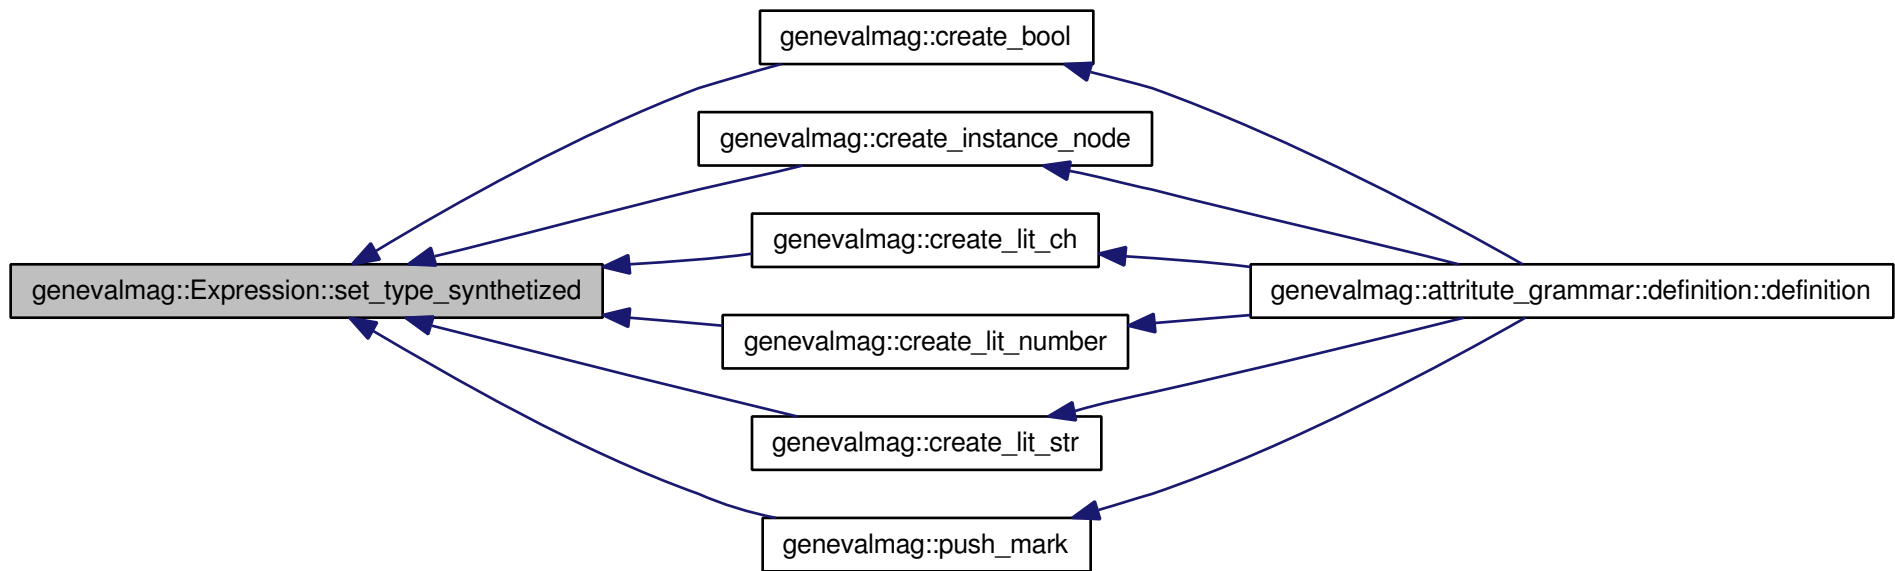 genevalmag::create_bool
genevalmag::create_instance_node
genevalmag::create_lit_ch
genevalmag::Expression::set_type_synthetized
genevalmag::attritute_grammar::definition::definition
genevalmag::create_lit_number
genevalmag::create_lit_str
genevalmag::push_mark